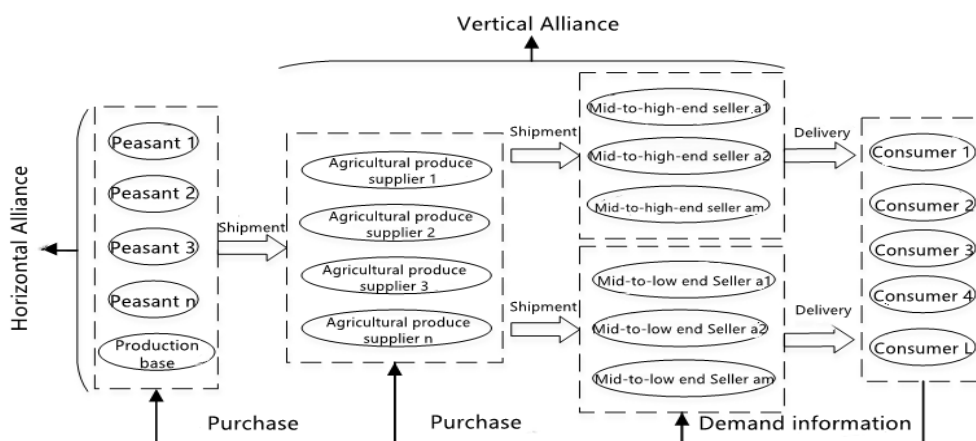 Vertical Alliance
Horizontal Alliance
Peasant 1
Peasant 2
Peasant 3
Peasant n
Production
base
Shipment
Agricultural produce
supplier 1
Agricultural produce
supplier 2
Agricultural produce
supplier 3
Agricultural produce
supplier n
Shipment
Shipment
Mid-to-high-end seller a1
Mid-to-high-end seller a2
Mid-to-high-end seller am
Mid-to-low end Seller a1
Mid-to-low end Seller a2
Mid-to-low end Seller am
Delivery
Delivery
Consumer 1
Consumer 2
Consumer 3
Consumer 4
Consumer L
Purchase
Purchase
Demand information